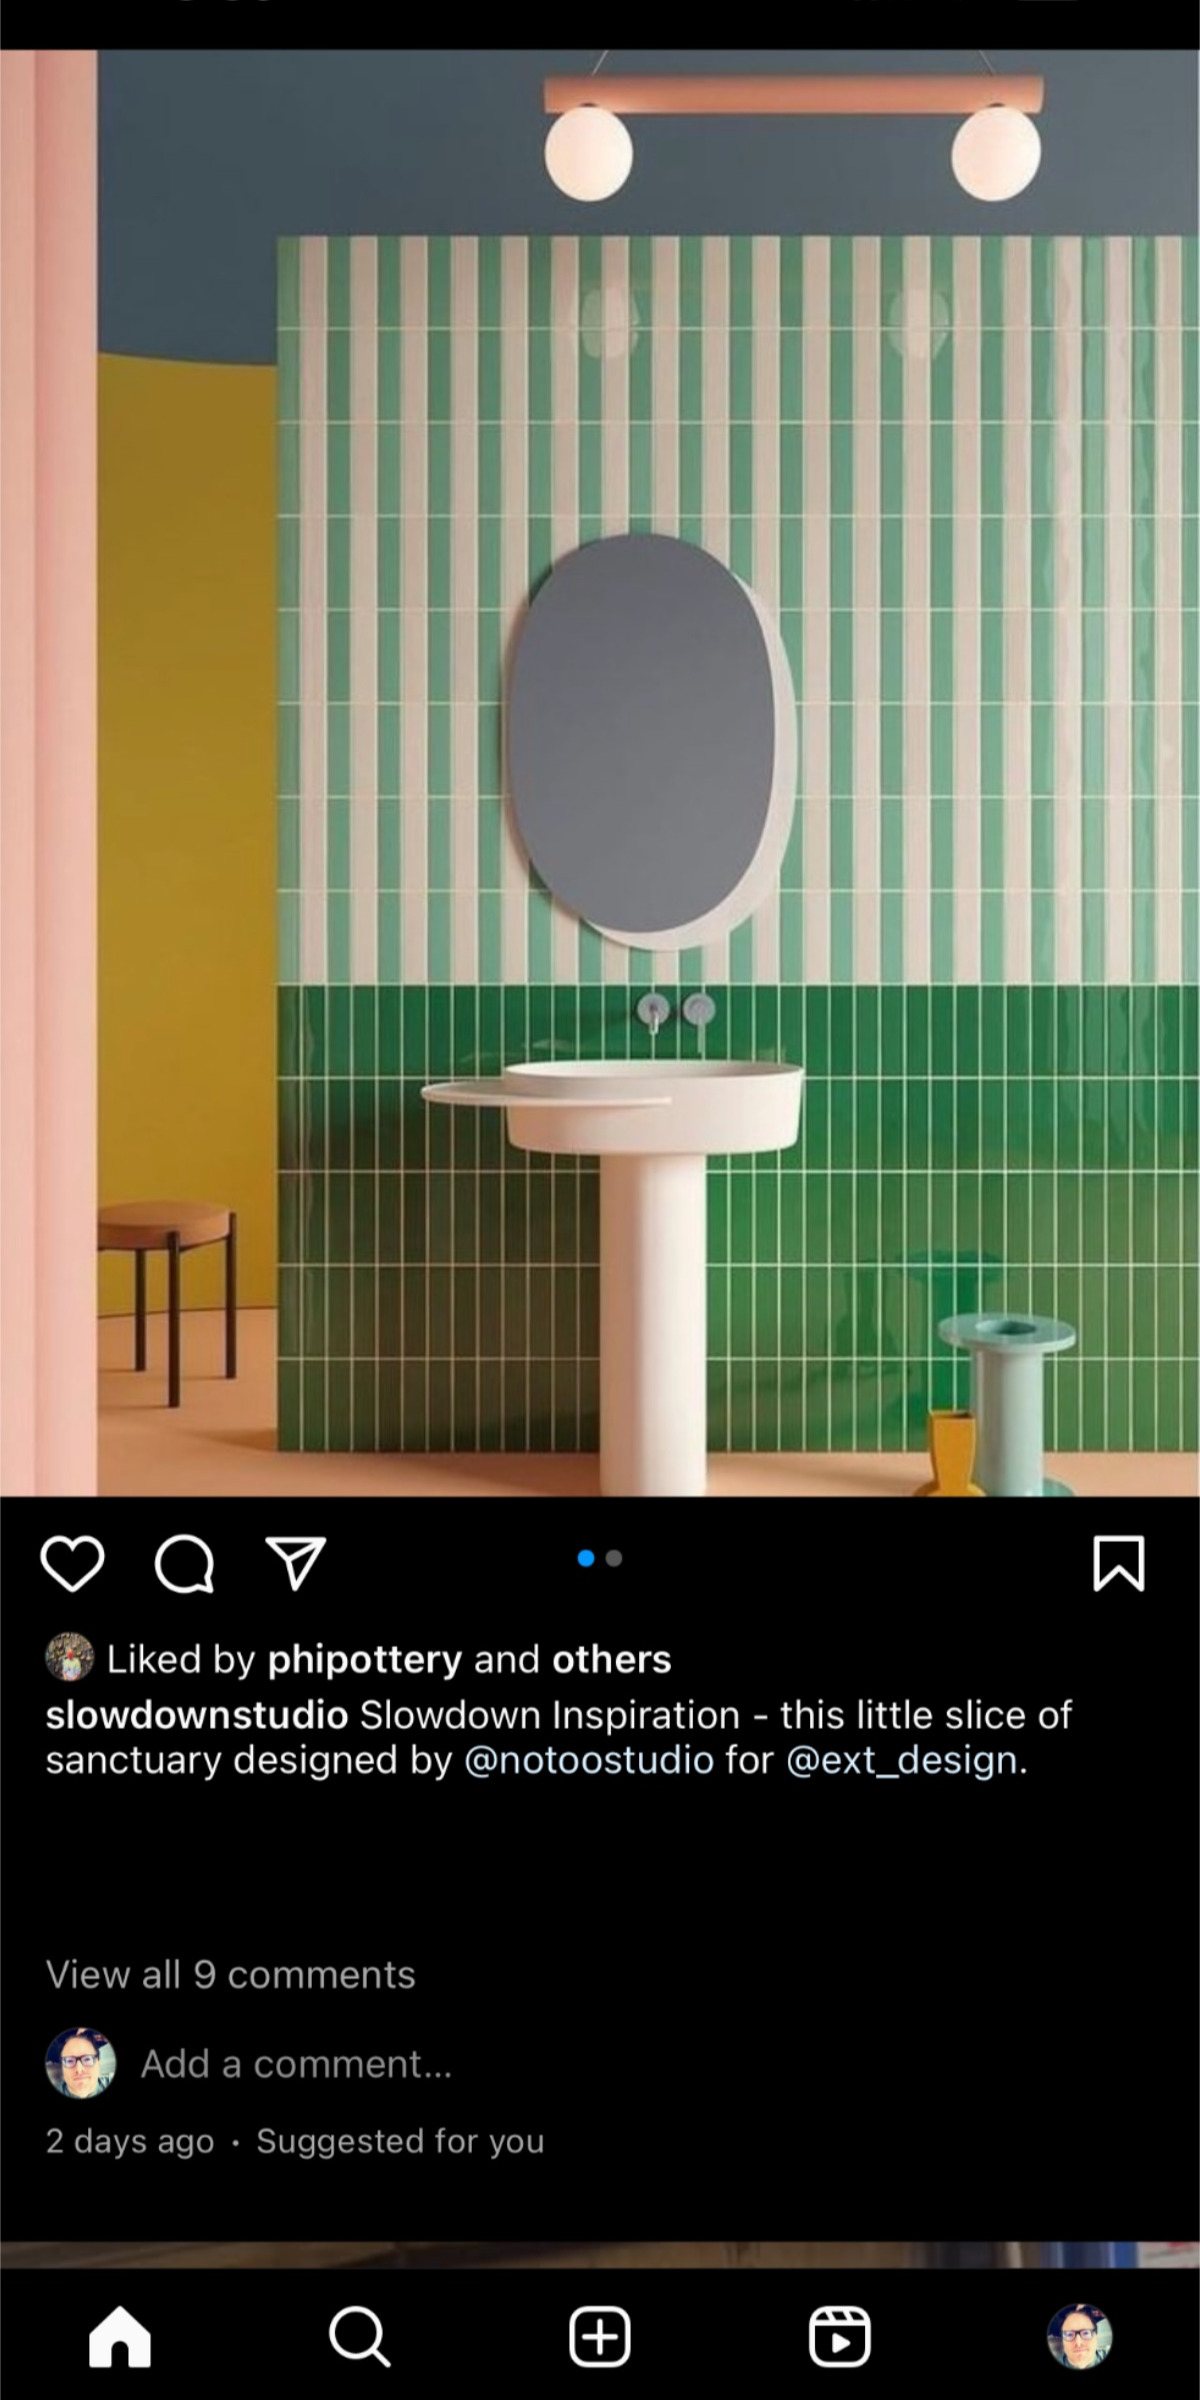 Liked by phipottery and others
slowdownstudio Slowdown Inspiration - this little slice of
sanctuary designed by @notoostudio for @ext_design.
View all 9 comments
Add a comment...
2 days ago · Suggested for you